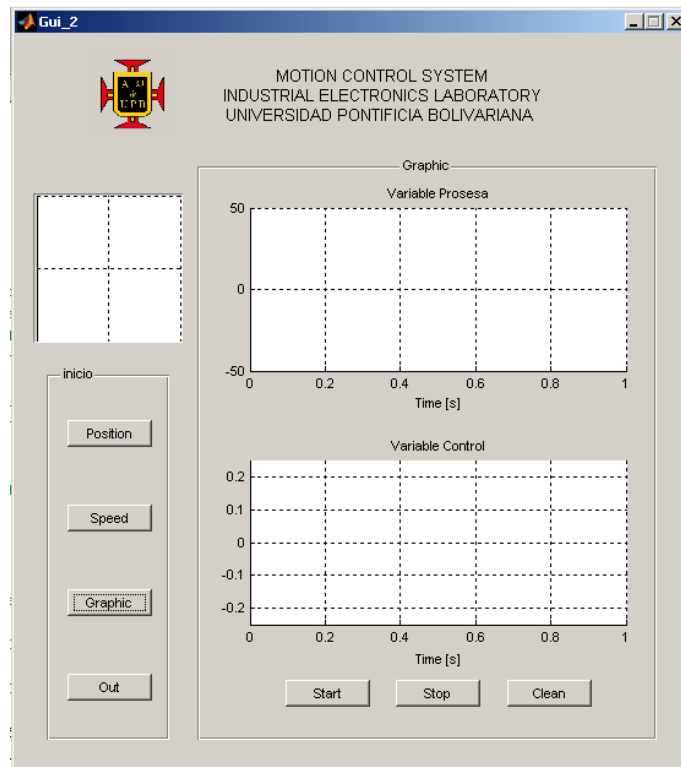 Gui_2
A D
&
UPB
MOTION CONTROL SYSTEM
INDUSTRIAL ELECTRONICS LABORATORY
UNIVERSIDAD PONTIFICIA BOLIVARIANA
Graphic
Variable Prosesa
50
0
-50
0 0.2 0.4 0.6 0.8 1
Time [s]
inicio
Position
Speed
Graphic
Out
Variable Control
0.2
0.1
0
-0.1
-0.2
0 0.2 0.4 0.6 0.8 1
Time [s]
Start Stop Clean